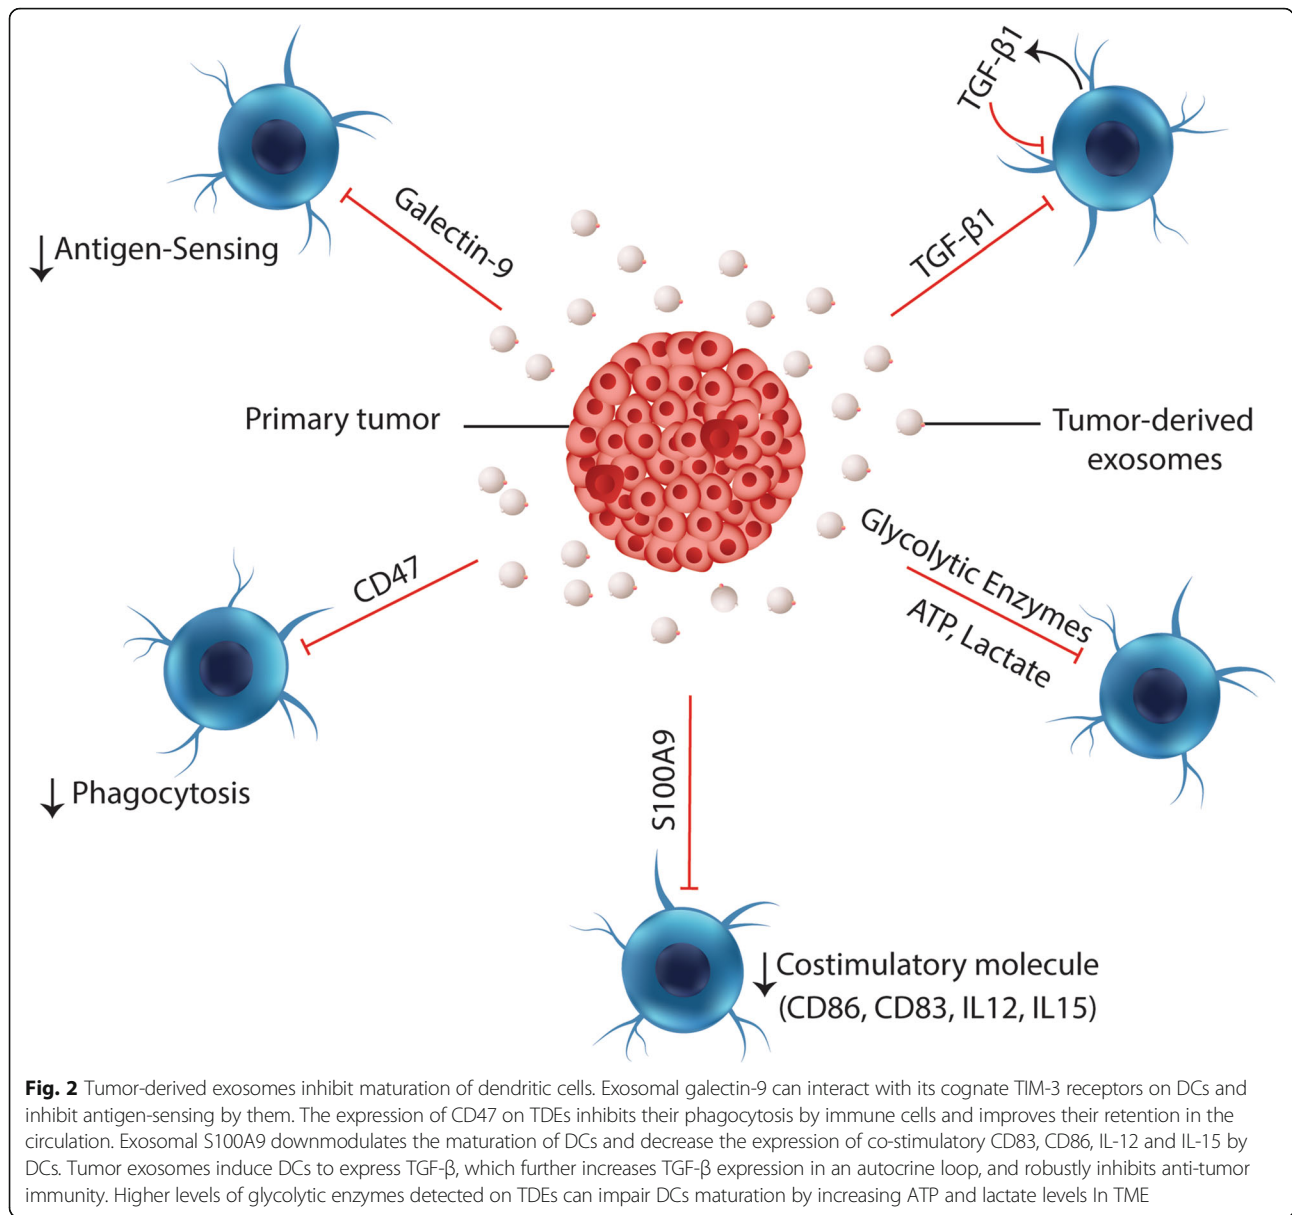 TGF-β1
TGF-β1
Galectin-9
Antigen-Sensing
Primary tumor
Tumor-derived
exosomes
Glycolytic Enzymes
ATP, Lactate
CD47
Phagocytosis
S100A9
Costimulatory molecule
(CD86, CD83, IL12, IL15)
Fig. 2 Tumor-derived exosomes inhibit maturation of dendritic cells. Exosomal galectin-9 can interact with its cognate TIM-3 receptors on DCs and
inhibit antigen-sensing by them. The expression of CD47 on TDEs inhibits their phagocytosis by immune cells and improves their retention in the
circulation. Exosomal S100A9 downmodulates the maturation of DCs and decrease the expression of co-stimulatory CD83, CD86, IL-12 and IL-15 by
DCs. Tumor exosomes induce DCs to express TGF-β, which further increases TGF-β expression in an autocrine loop, and robustly inhibits anti-tumor
immunity. Higher levels of glycolytic enzymes detected on TDEs can impair DCs maturation by increasing ATP and lactate levels In TME